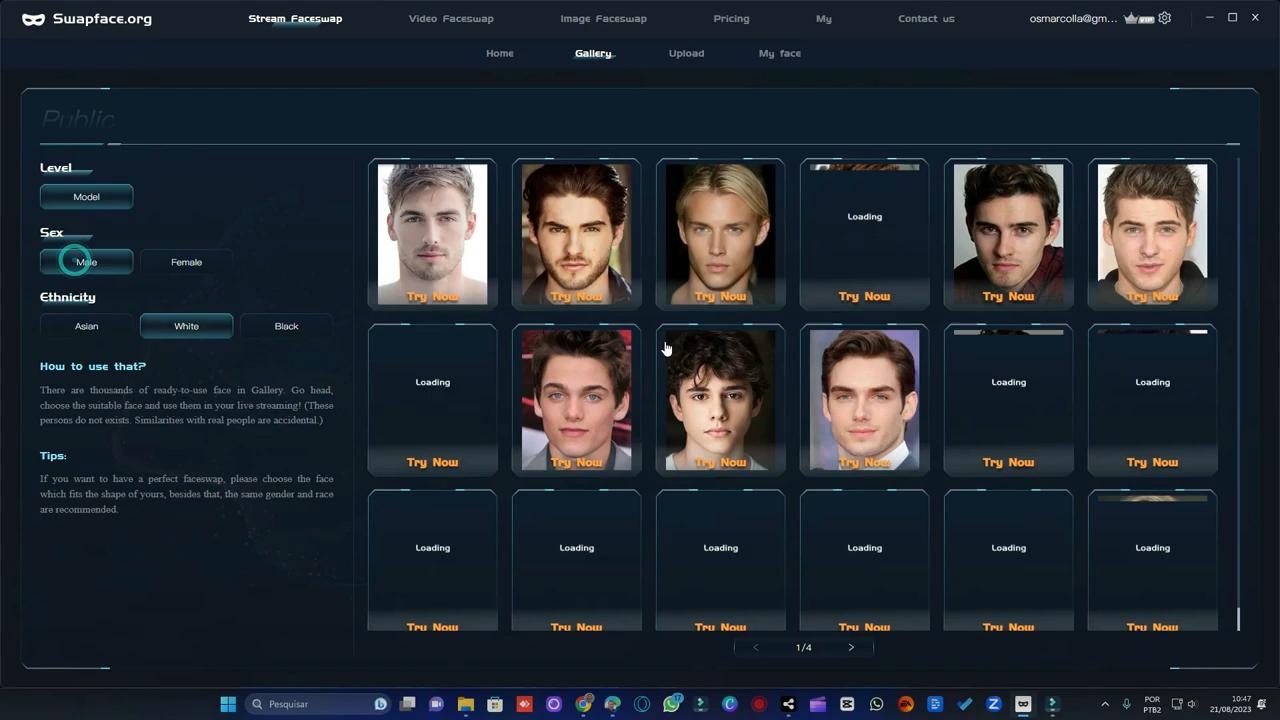 Swapface.org
Stream Faceswap
Video Faceswap
Image Faceswap
Pricing
My
Contact us
osmarcolla@gm...
VIP
Home
Gallery
Upload
My face
Public
Level
Model
Sex
Male
Female
Ethnicity
Asian
White
Black
How to use that?
There are thousands of ready-to-use face in Gallery. Go head,
choose the suitable face and use them in your live streaming! (These
persons do not exists. Similarities with real people are accidental.)
Tips:
If you want to have a perfect faceswap, please choose the face
which fits the shape of yours, besides that, the same gender and race
are recommended.
Loading
Try Now
Try Now
Try Now
Try Now
Try Now
Try Now
Loading
Loading
Loading
Try Now
Try Now
Try Now
Try Now
Try Now
Try Now
Loading
Loading
Loading
Loading
Loading
Loading
Try Now
Try Now
Try Now
Try Now
Try Now
Try Now
< 1/4 >
Pesquisar
17
POR
PTB2
10:47
21/08/2023